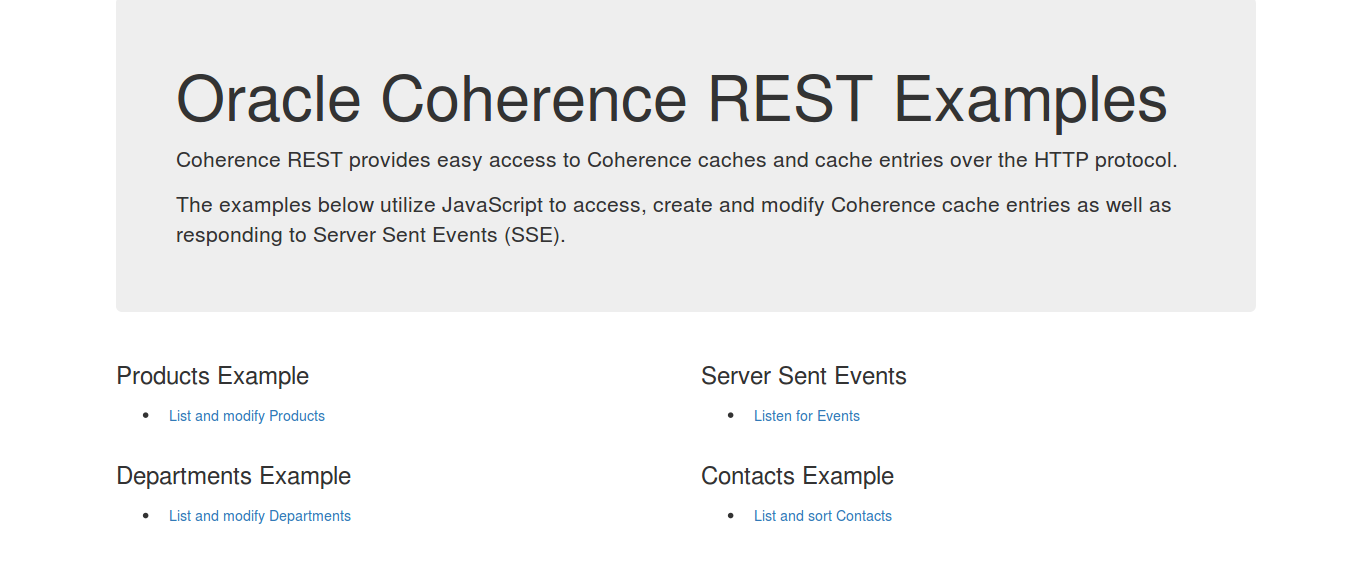 Oracle Coherence REST Examples
Coherence REST provides easy access to Coherence caches and cache entries over the HTTP protocol.
The examples below utilize JavaScript to access, create and modify Coherence cache entries as well as
responding to Server Sent Events (SSE).
Products Example
• List and modify Products
Departments Example
• List and modify Departments
Server Sent Events
• Listen for Events
Contacts Example
• List and sort Contacts